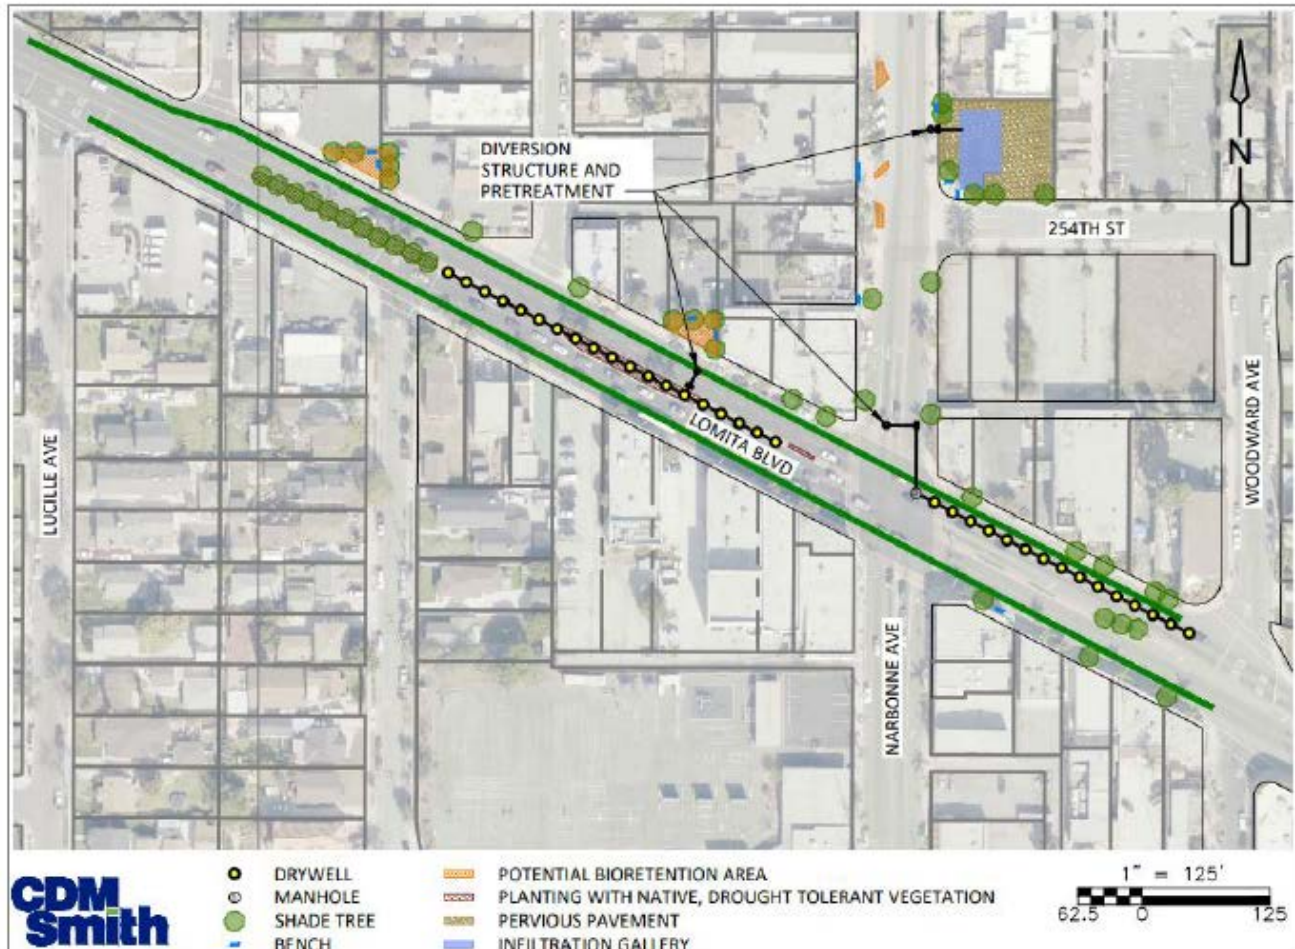 DIVERSION
STRUCTURE AND
PRETREATMENT
N
254TH ST
LOMITA BLVD
LUCILLE AVE
NARBONNE AVE
WOODWARD AVE
CDM
Smith
DRYWELL
MANHOLE
SHADE TREE
BENCH
POTENTIAL BIORETENTION AREA
PLANTING WITH NATIVE, DROUGHT TOLERANT VEGETATION
PERVIOUS PAVEMENT
INFILTRATION GALLERY
1" = 125'
62.5 0 125